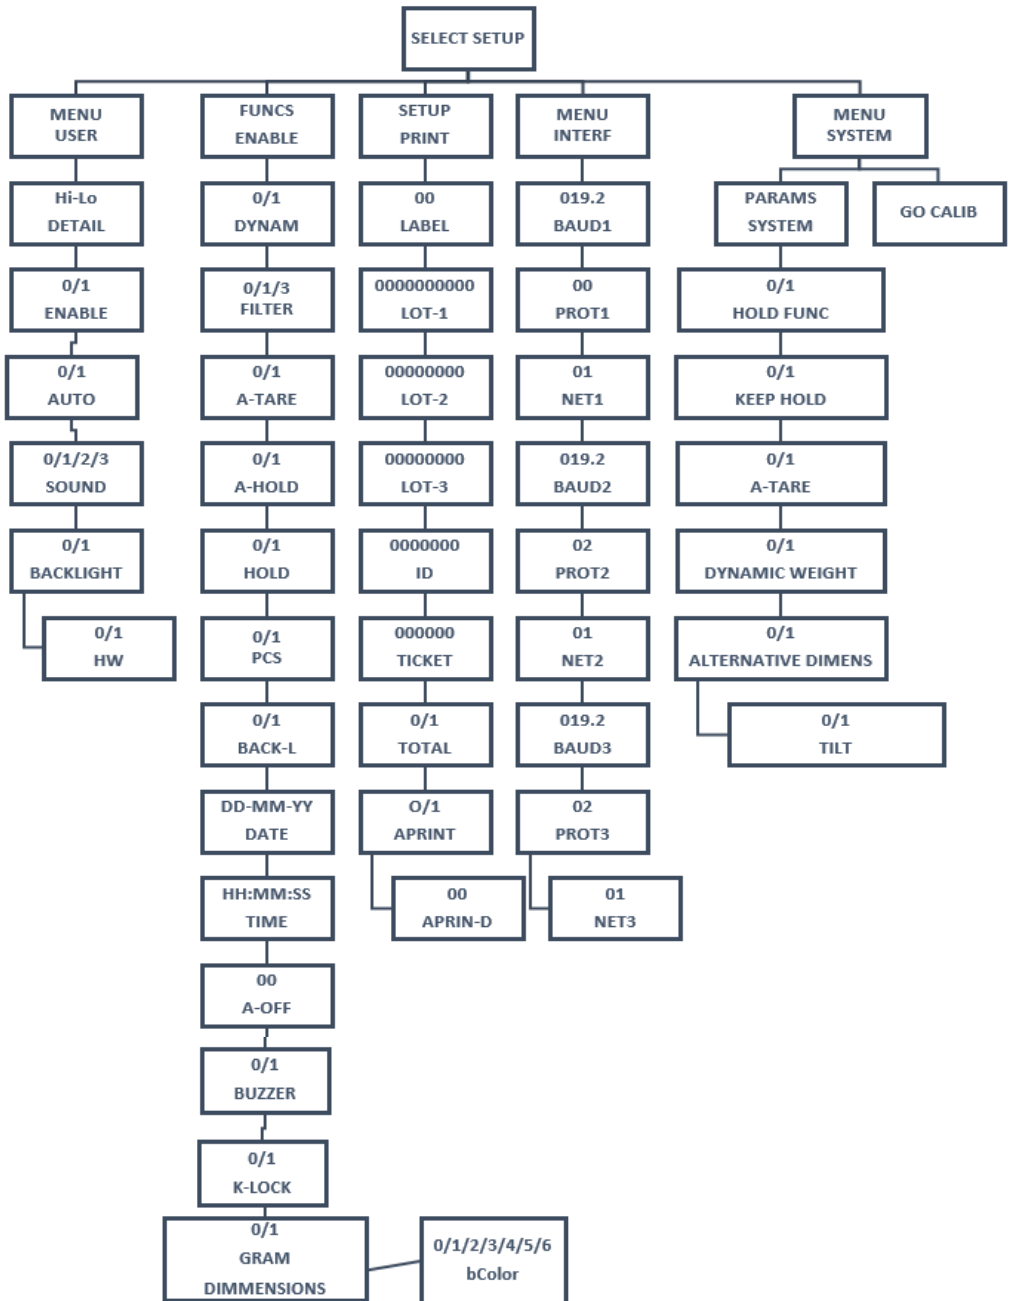 SELECT SETUP
MENU
USER
Hi-Lo
DETAIL
0/1
ENABLE
0/1
AUTO
0/1/2/3
SOUND
0/1
BACKLIGHT
0/1
HW
FUNCS
ENABLE
0/1
DYNAM
0/1/3
FILTER
0/1
A-TARE
0/1
A-HOLD
0/1
HOLD
0/1
PCS
0/1
BACK-L
DD-MM-YY
DATE
HH:MM:SS
TIME
00
A-OFF
0/1
BUZZER
0/1
K-LOCK
0/1
GRAM
DIMMENSIONS
0/1/2/3/4/5/6
bColor
SETUP
PRINT
00
LABEL
0000000000
LOT-1
00000000
LOT-2
00000000
LOT-3
0000000
ID
000000
TICKET
0/1
TOTAL
O/1
APRINT
00
APRIN-D
MENU
INTERF
019.2
BAUD1
00
PROT1
01
NET1
019.2
BAUD2
02
PROT2
01
NET2
019.2
BAUD3
02
PROT3
01
NET3
MENU
SYSTEM
PARAMS
SYSTEM
0/1
HOLD FUNC
0/1
KEEP HOLD
0/1
A-TARE
0/1
DYNAMIC WEIGHT
0/1
ALTERNATIVE DIMENS
0/1
TILT
GO CALIB